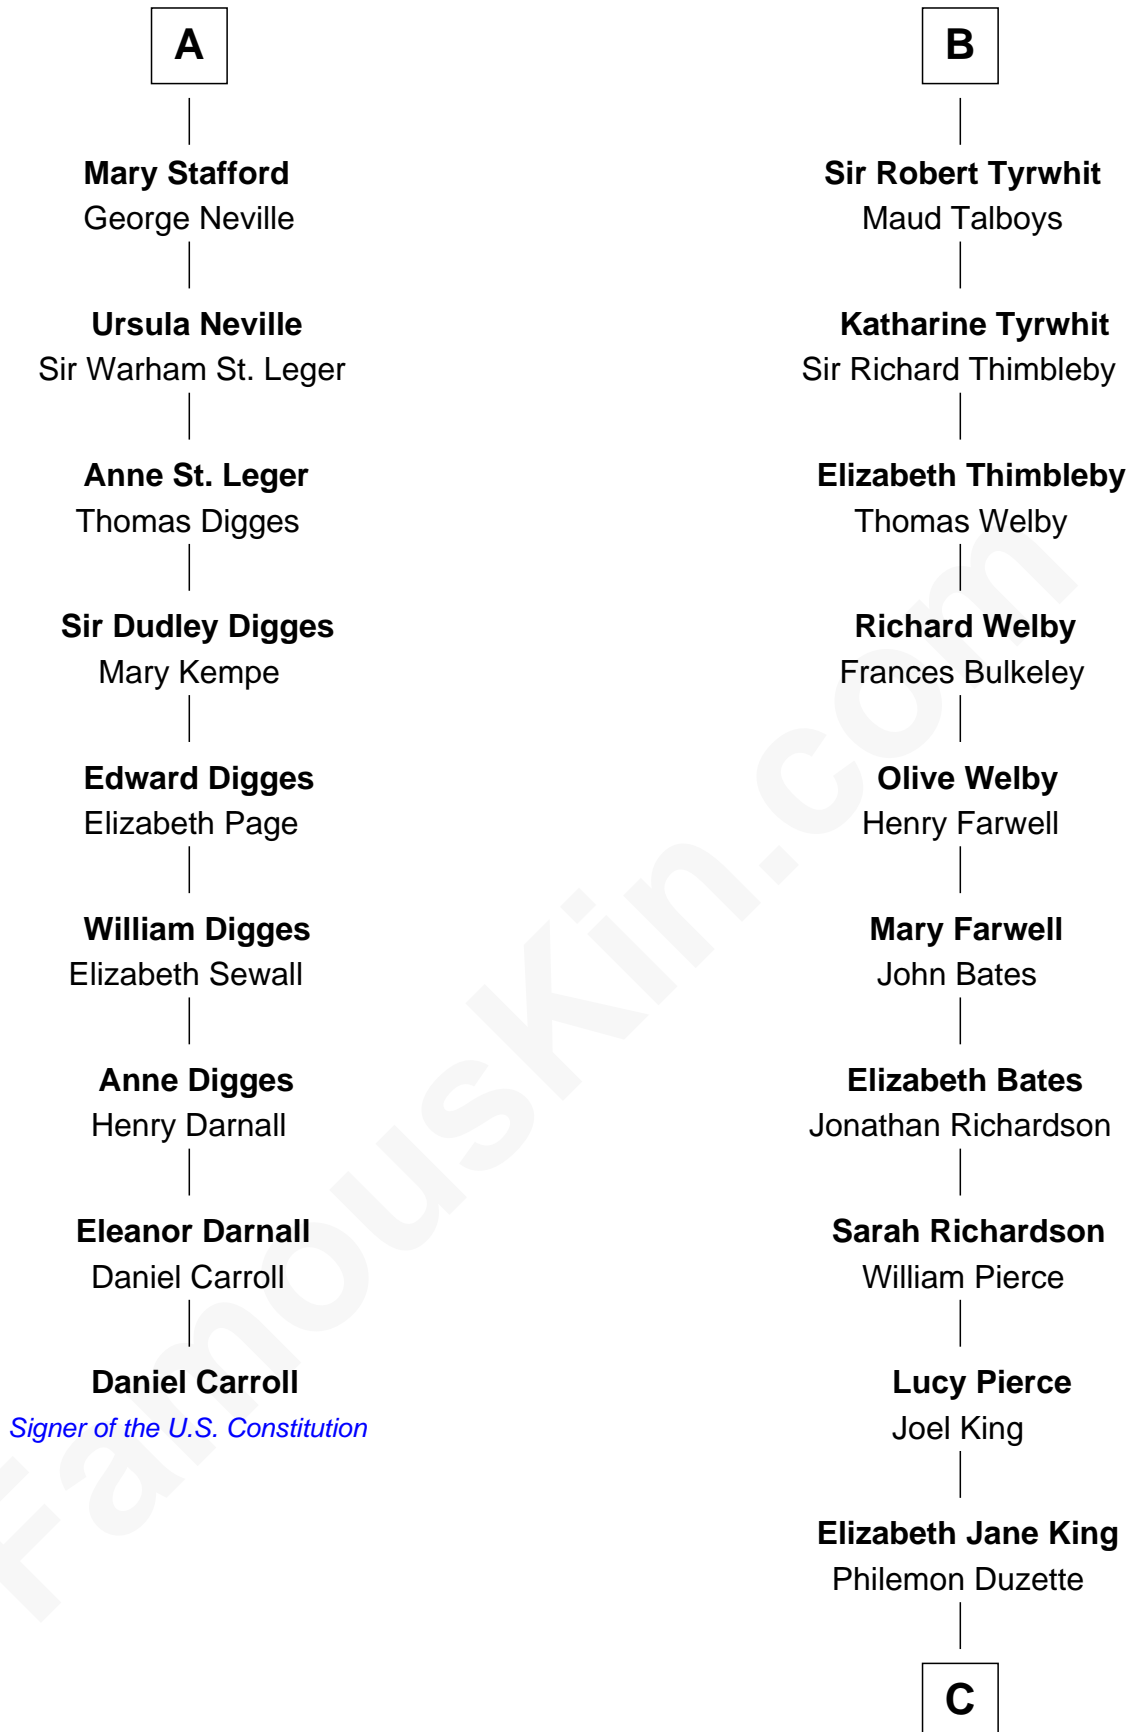 A
Mary Stafford
George Neville
Ursula Neville
Sir Warham St. Leger
Anne St. Leger
Thomas Digges
Sir Dudley Digges
Mary Kempe
Edward Digges
Elizabeth Page
William Digges
Elizabeth Sewall
Anne Digges
Henry Darnall
Eleanor Darnall
Daniel Carroll
Daniel Carroll
Signer of the U.S. Constitution
B
Sir Robert Tyrwhit
Maud Talboys
Katharine Tyrwhit
Sir Richard Thimbleby
Elizabeth Thimbleby
Thomas Welby
Richard Welby
Frances Bulkeley
Olive Welby
Henry Farwell
Mary Farwell
John Bates
Elizabeth Bates
Jonathan Richardson
Sarah Richardson
William Pierce
Lucy Pierce
Joel King
Elizabeth Jane King
Philemon Duzette
C
FamousKin.com